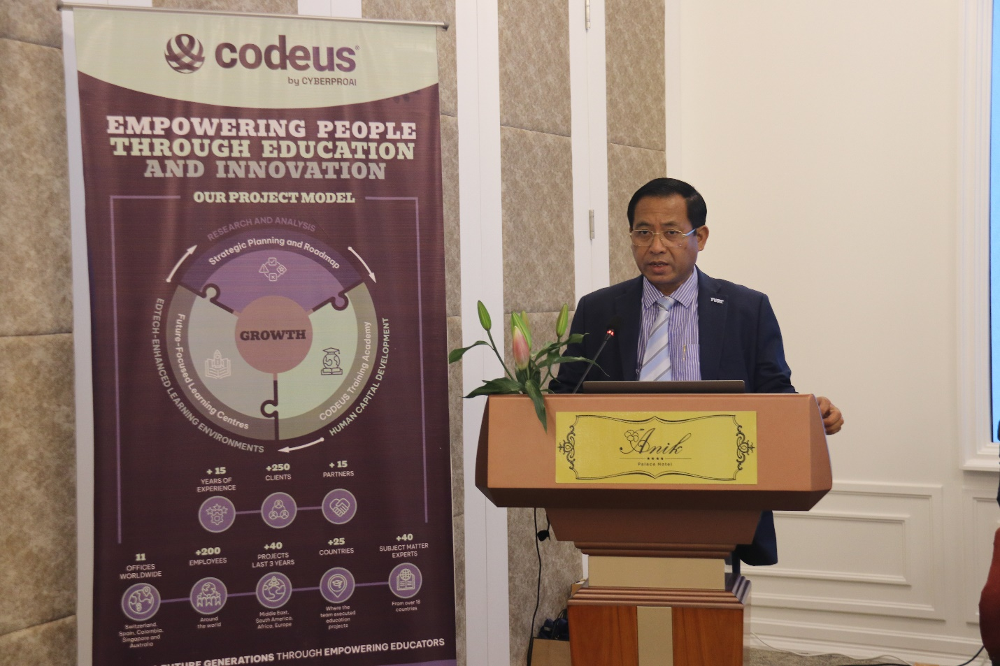 codeus
by CYBERPROAI
EMPOWERING PEOPLE
THROUGH EDUCATION
AND INNOVATION
OUR PROJECT MODEL
RESEARCH AND ANALYSIS
Strategic Planning and Roadmap
EDTECH-ENHANCED LEARNING ENVIRONMENTS
Future-Focused Learning Centres
GROWTH
CODEUS Training Academy
HUMAN CAPITAL DEVELOPMENT
+ 15
YEARS OF
EXPERIENCE
+250
CLIENTS
+ 15
PARTNERS
11
OFFICES
WORLDWIDE
+200
EMPLOYEES
+40
PROJECTS
LAST 3 YEARS
+25
COUNTRIES
+40
SUBJECT MATTER
EXPERTS
Switzerland,
Spain, Colombia,
Singapore and
Australia
Around
the world
Middle East,
South America,
Africa, Europe
Where the
team executed
education
projects
From over 18
countries
FUTURE GENERATIONS THROUGH EMPOWERING EDUCATORS
Anik
Palace Hotel